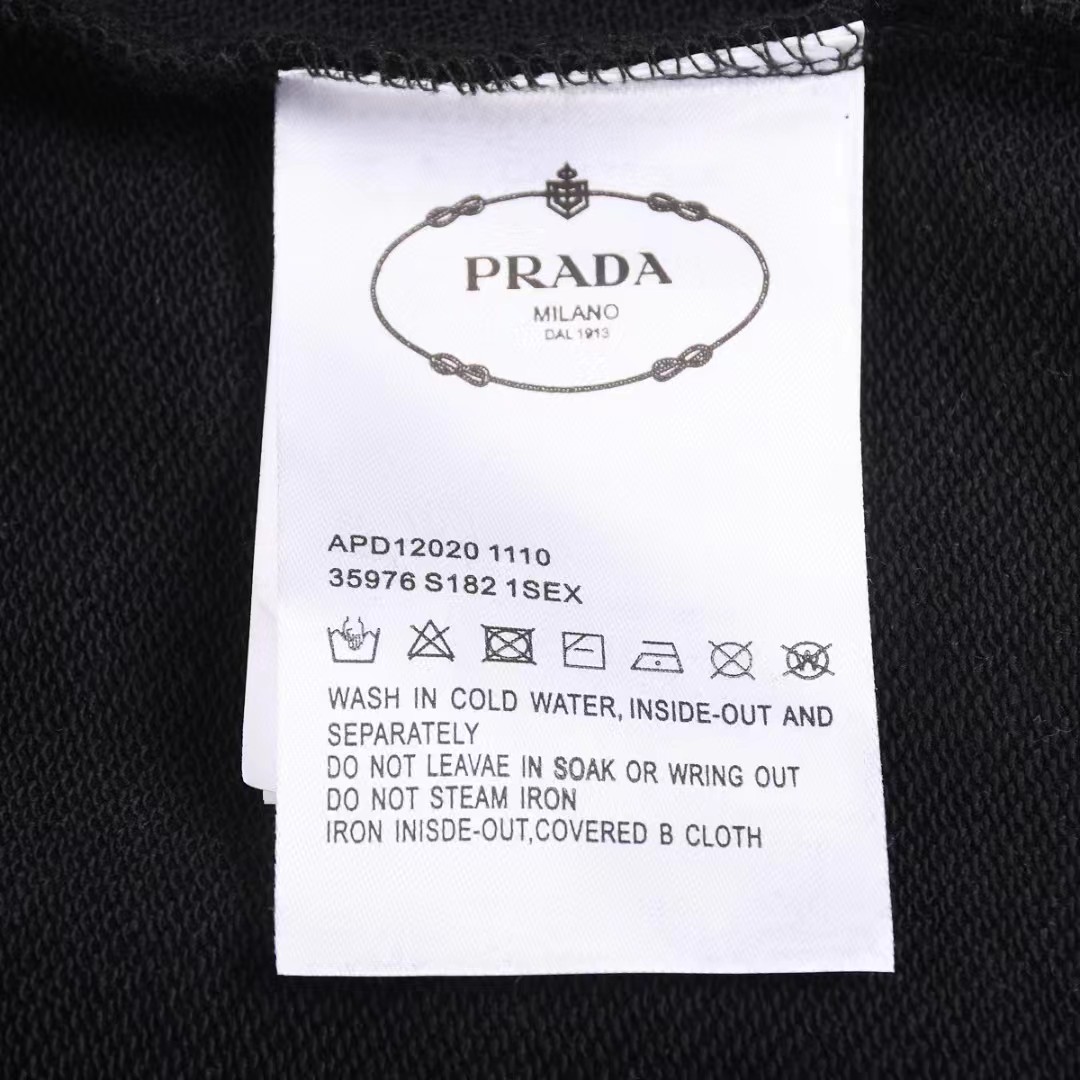 PRADA
MILANO
DAL 1913
APD12020 1110
35976 S182 1SEX
WASH IN COLD WATER, INSIDE-OUT AND
SEPARATELY
DO NOT LEAVAE IN SOAK OR WRING OUT
DO NOT STEAM IRON
IRON INISDE-OUT,COVERED B CLOTH